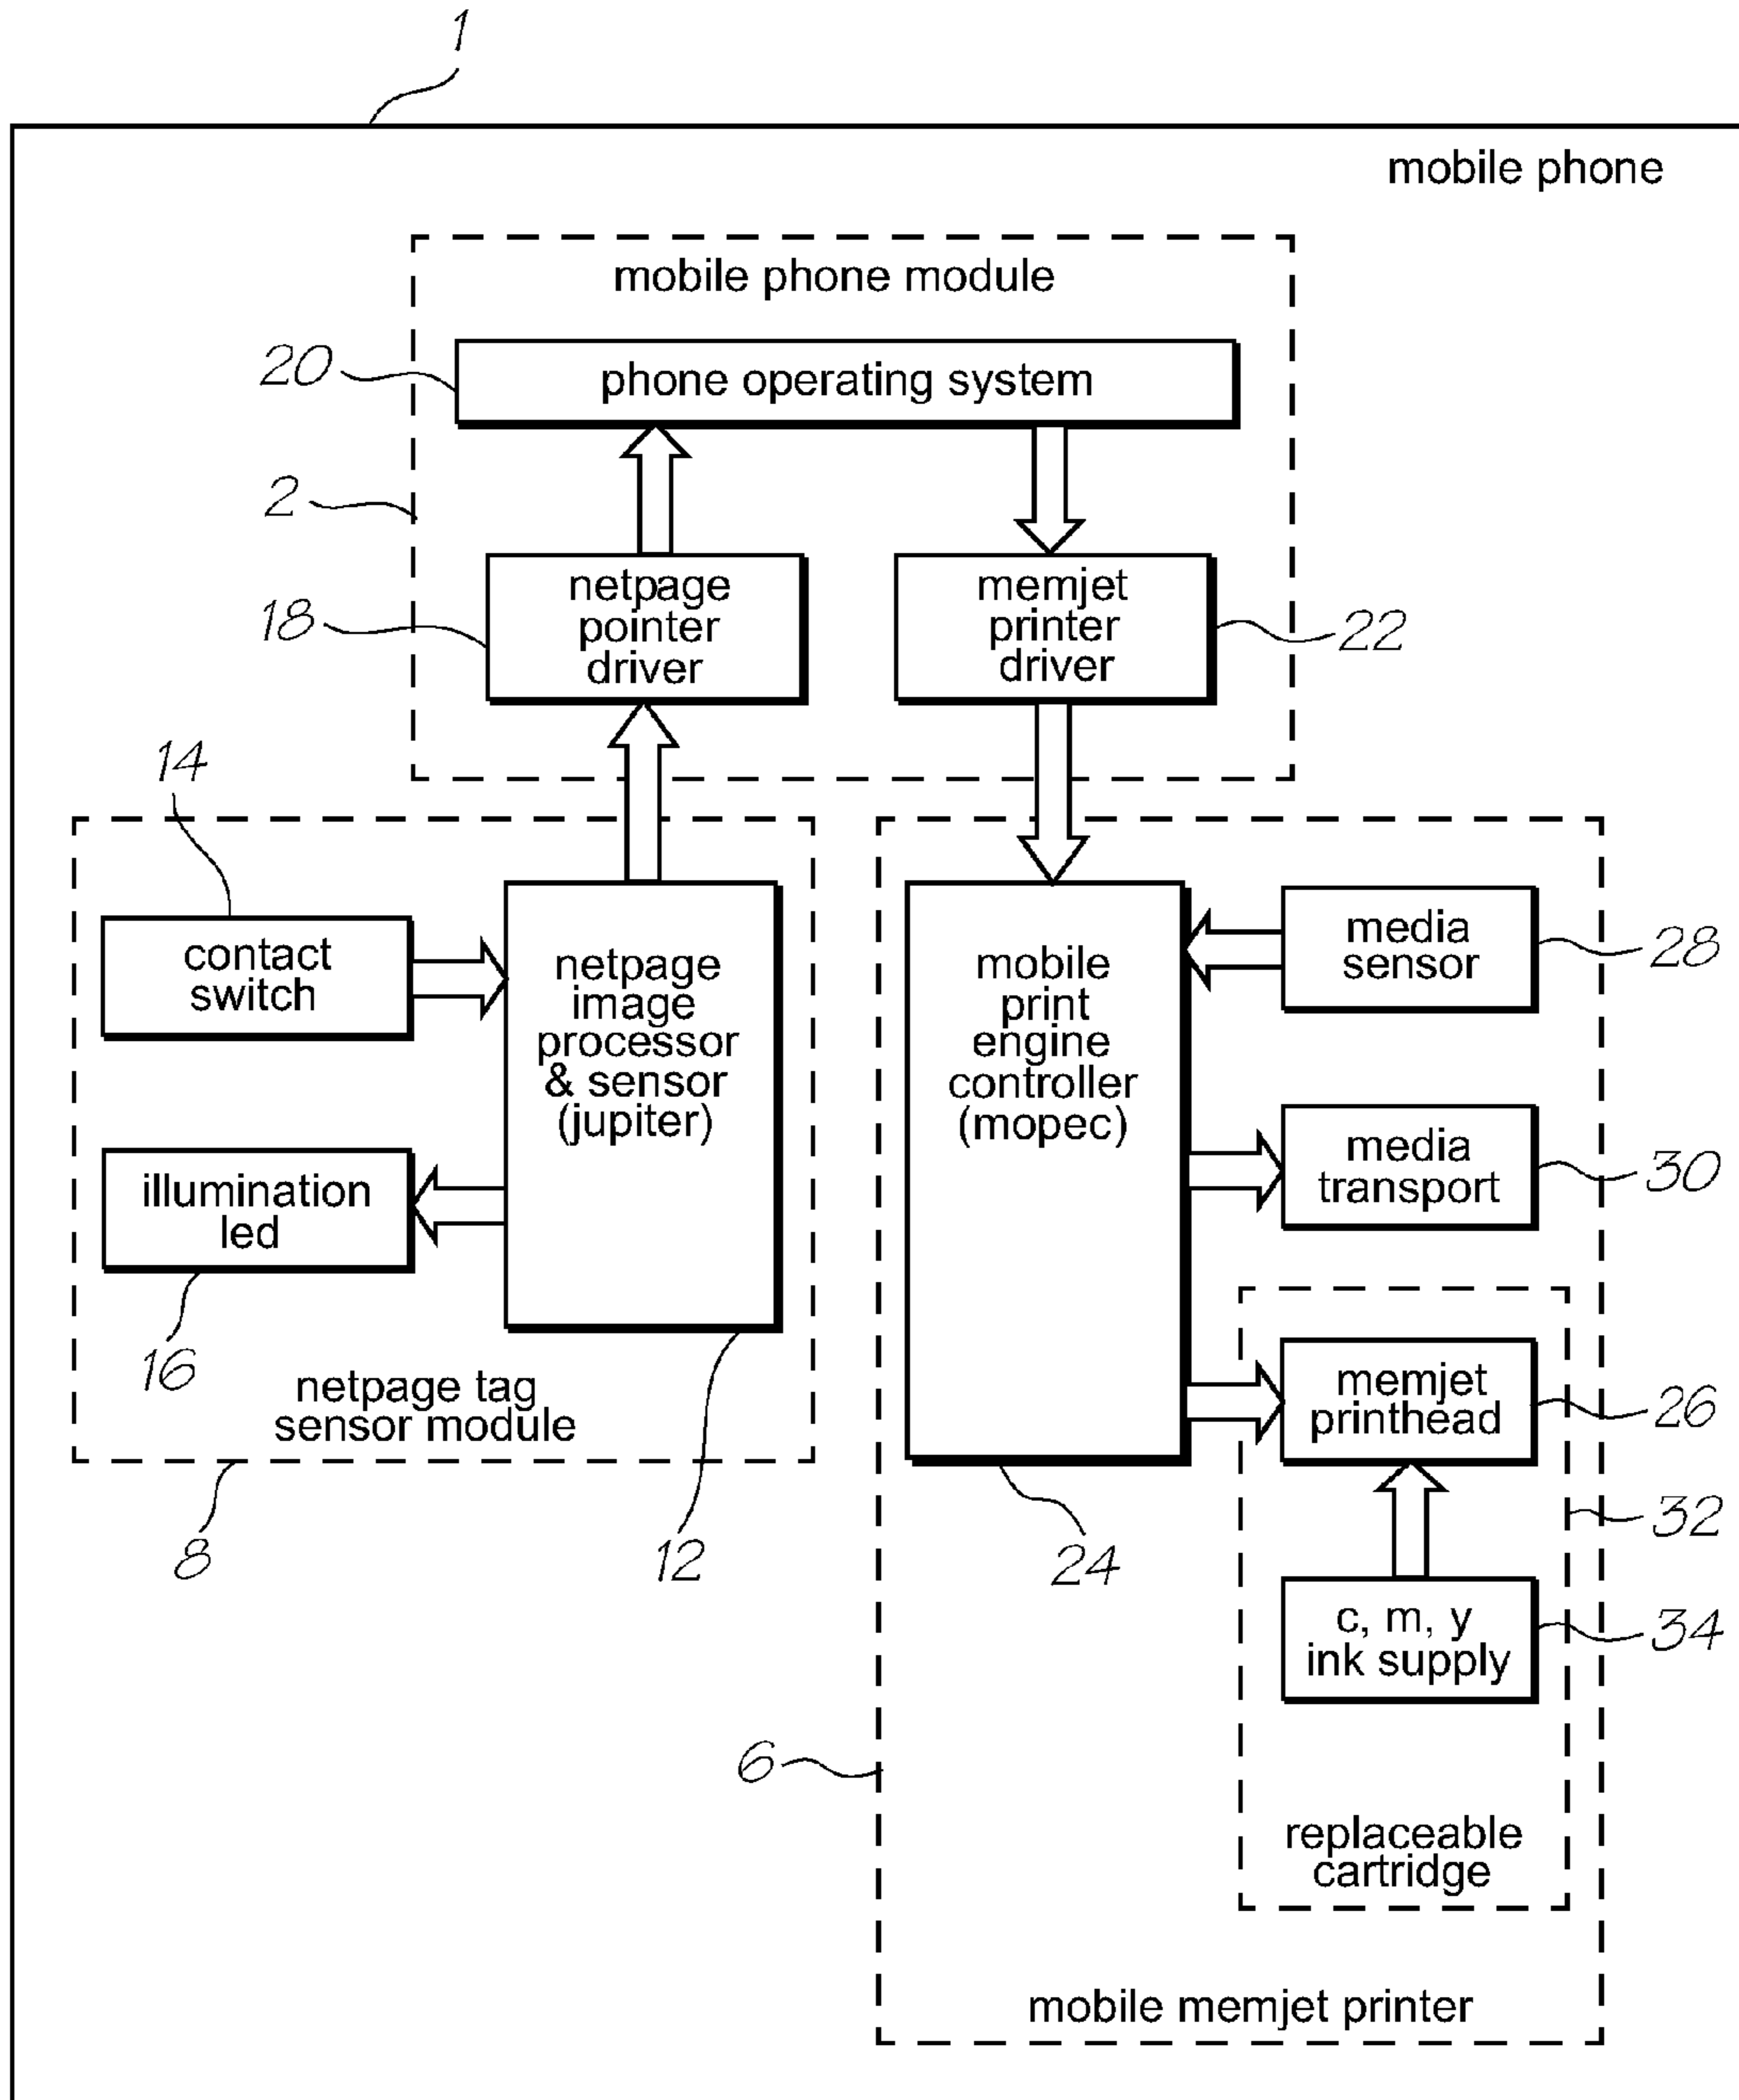 1
mobile phone
mobile phone module
20
phone operating system
2
18
netpage
pointer
driver
memjet
printer
driver
22
14
contact
switch
netpage
image
processor
& sensor
(jupiter)
illumination
led
16
netpage tag
sensor module
8
12
mobile
print
engine
controller
(mopec)
media
sensor
28
media
transport
30
memjet
printhead
26
24
32
c, m, y
ink supply
34
6
replaceable
cartridge
mobile memjet printer